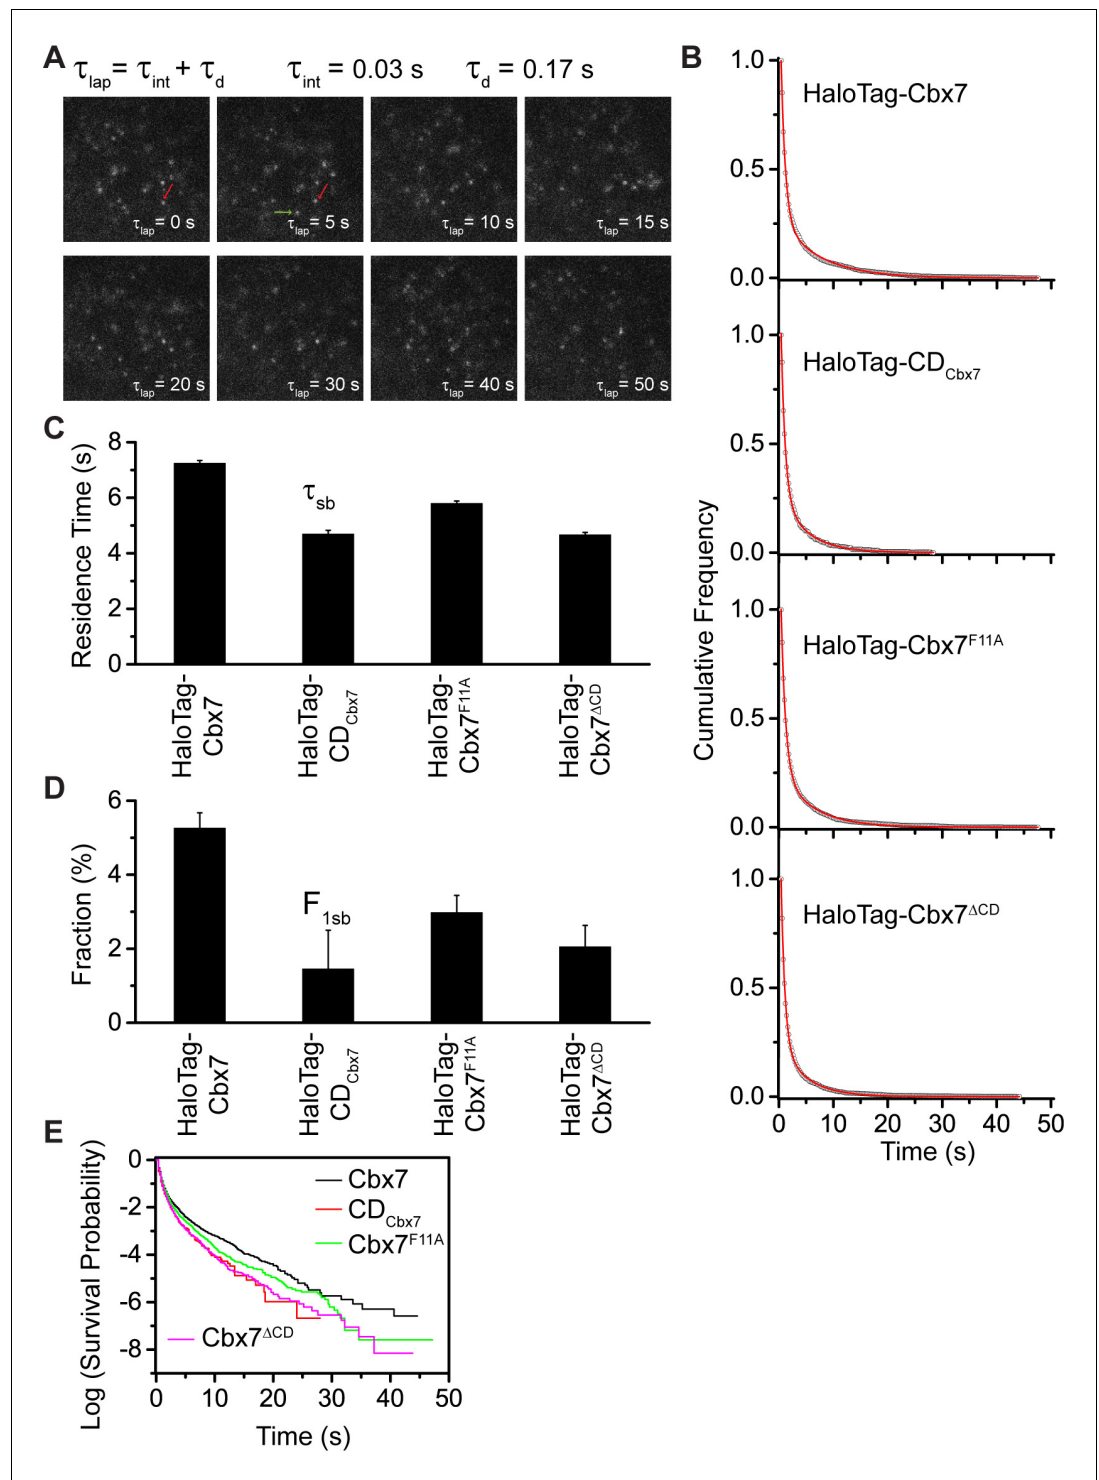 A
τlap = τint + τd
τint = 0.03 s
τd = 0.17 s
τlap = 0 s
τlap = 5 s
τlap = 10 s
τlap = 15 s
τlap = 20 s
τlap = 30 s
τlap = 40 s
τlap = 50 s
B
Cumulative Frequency
1.0
0.5
0.0
HaloTag-Cbx7
1.0
0.5
0.0
HaloTag-CDCbx7
1.0
0.5
0.0
HaloTag-Cbx7F11A
1.0
0.5
0.0
HaloTag-Cbx7ΔCD
0 10 20 30 40 50
Time (s)
C
Residence Time (s)
8
6
4
2
0
τsb
HaloTag-
Cbx7
HaloTag-
CDCbx7
HaloTag-
Cbx7F11A
HaloTag-
Cbx7ΔCD
D
Fraction (%)
6
4
2
0
F1sb
HaloTag-
Cbx7
HaloTag-
CDCbx7
HaloTag-
Cbx7F11A
HaloTag-
Cbx7ΔCD
E
Log (Survival Probability)
0
-2
-4
-6
-8
Cbx7
CDCbx7
Cbx7F11A
Cbx7ΔCD
0 10 20 30 40 50
Time (s)